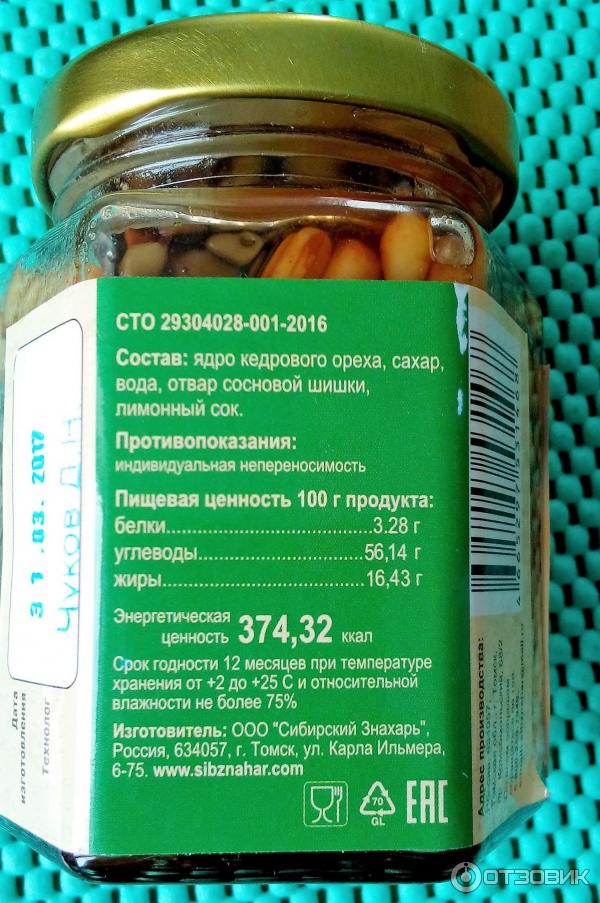 СТО 29304028-001-2016
Состав: ядро кедрового ореха, сахар,
вода, отвар сосновой шишки,
лимонный сок.
Противопоказания:
индивидуальная непереносимость
Пищевая ценность 100 г продукта:
белки..........................3.28 г
углеводы.....................56,14 г
жиры...........................16,43 г
Энергетическая
ценность 374,32 ккал
Срок годности 12 месяцев при температуре
хранения от +2 до +25 С и относительной
влажности не более 75%
Изготовитель: ООО "Сибирский Знахарь",
Россия, 634057, г. Томск, ул. Карла Ильмера,
6-75. www.sibznahar.com
70
GL
EAC
Дата
изготовления
Технолог
31.03.2017
Чуков Д.Н.
Адрес производства:
ОТЗОВИК